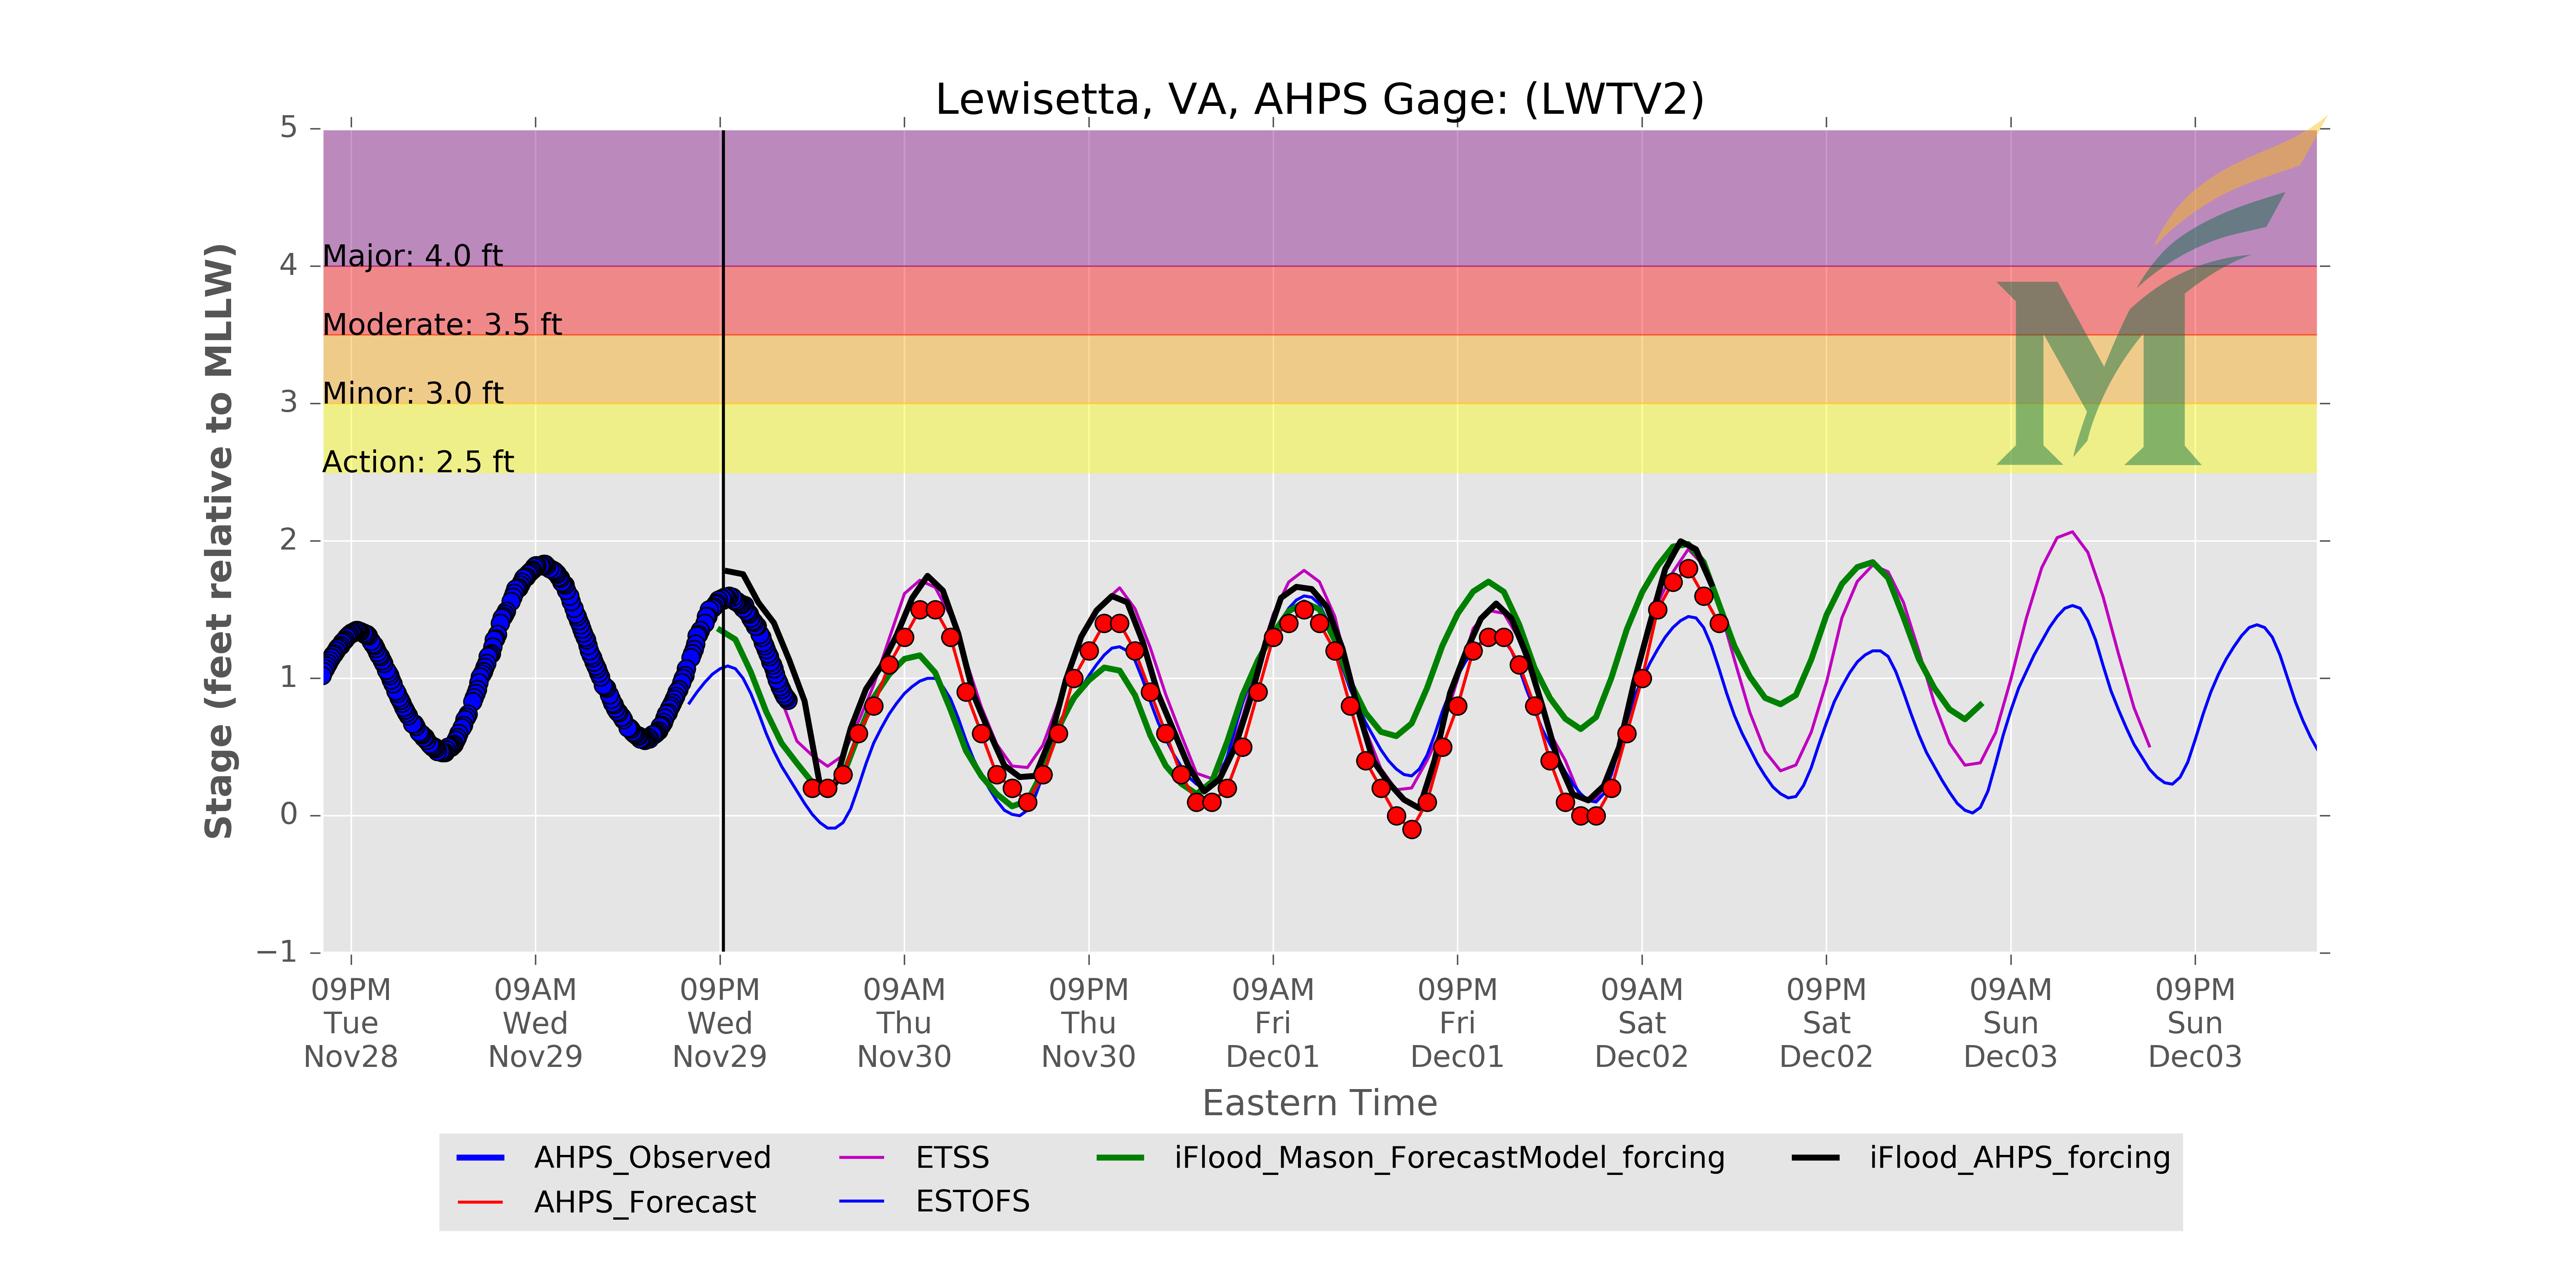 Lewisetta, VA, AHPS Gage: (LWTV2)
Stage (feet relative to MLLW)
5
4
3
2
1
0
−1
Major: 4.0 ft
Moderate: 3.5 ft
Minor: 3.0 ft
Action: 2.5 ft
M
09PM 09AM 09PM 09AM 09PM 09AM 09PM 09AM 09PM 09AM 09PM
Tue Wed Wed Thu Thu Fri Fri Sat Sat Sun Sun
Nov28 Nov29 Nov29 Nov30 Nov30 Dec01 Dec01 Dec02 Dec02 Dec03 Dec03
Eastern Time
AHPS_Observed ETSS iFlood_Mason_ForecastModel_forcing iFlood_AHPS_forcing
AHPS_Forecast ESTOFS